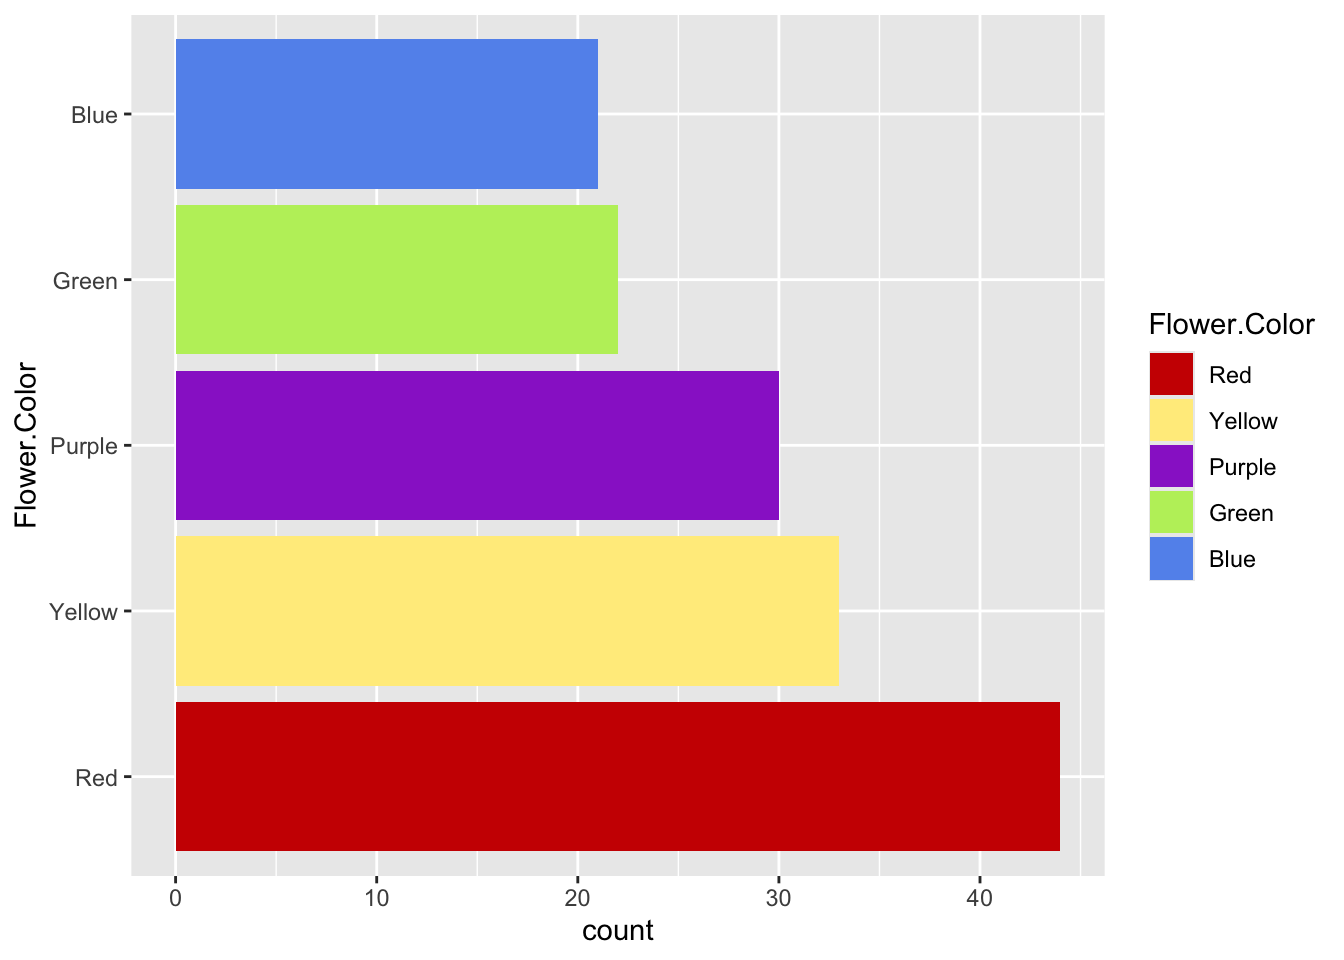 Flower.Color
Blue
Green
Purple
Yellow
Red
0 10 20 30 40
count
Flower.Color
Red
Yellow
Purple
Green
Blue